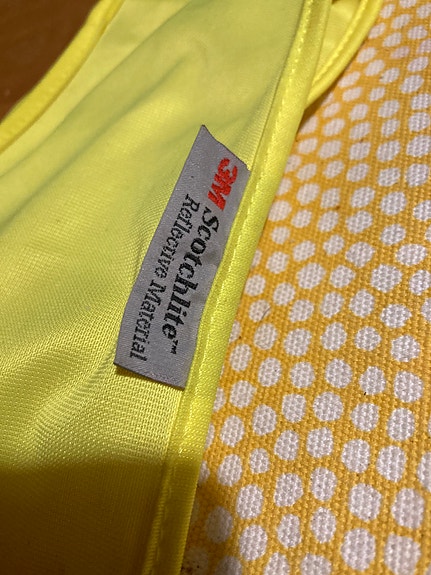 3M Scotchlite™
Reflective Material